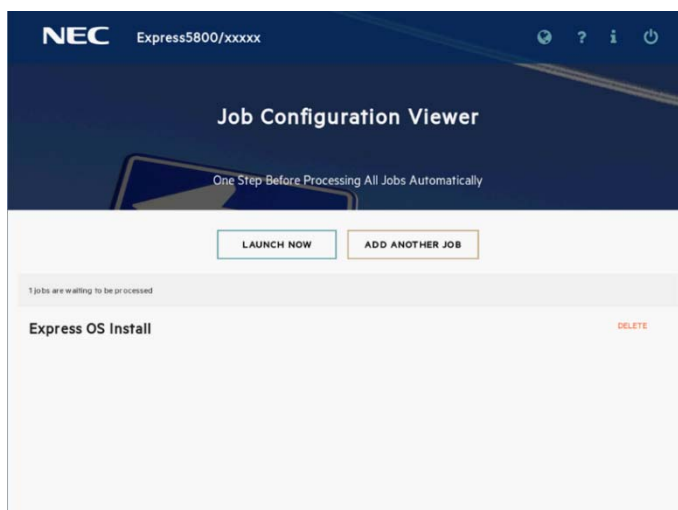 NEC Express5800/xxxxx ? i
Job Configuration Viewer
One Step Before Processing All Jobs Automatically
LAUNCH NOW ADD ANOTHER JOB
1 jobs are waiting to be processed
Express OS Install DELETE